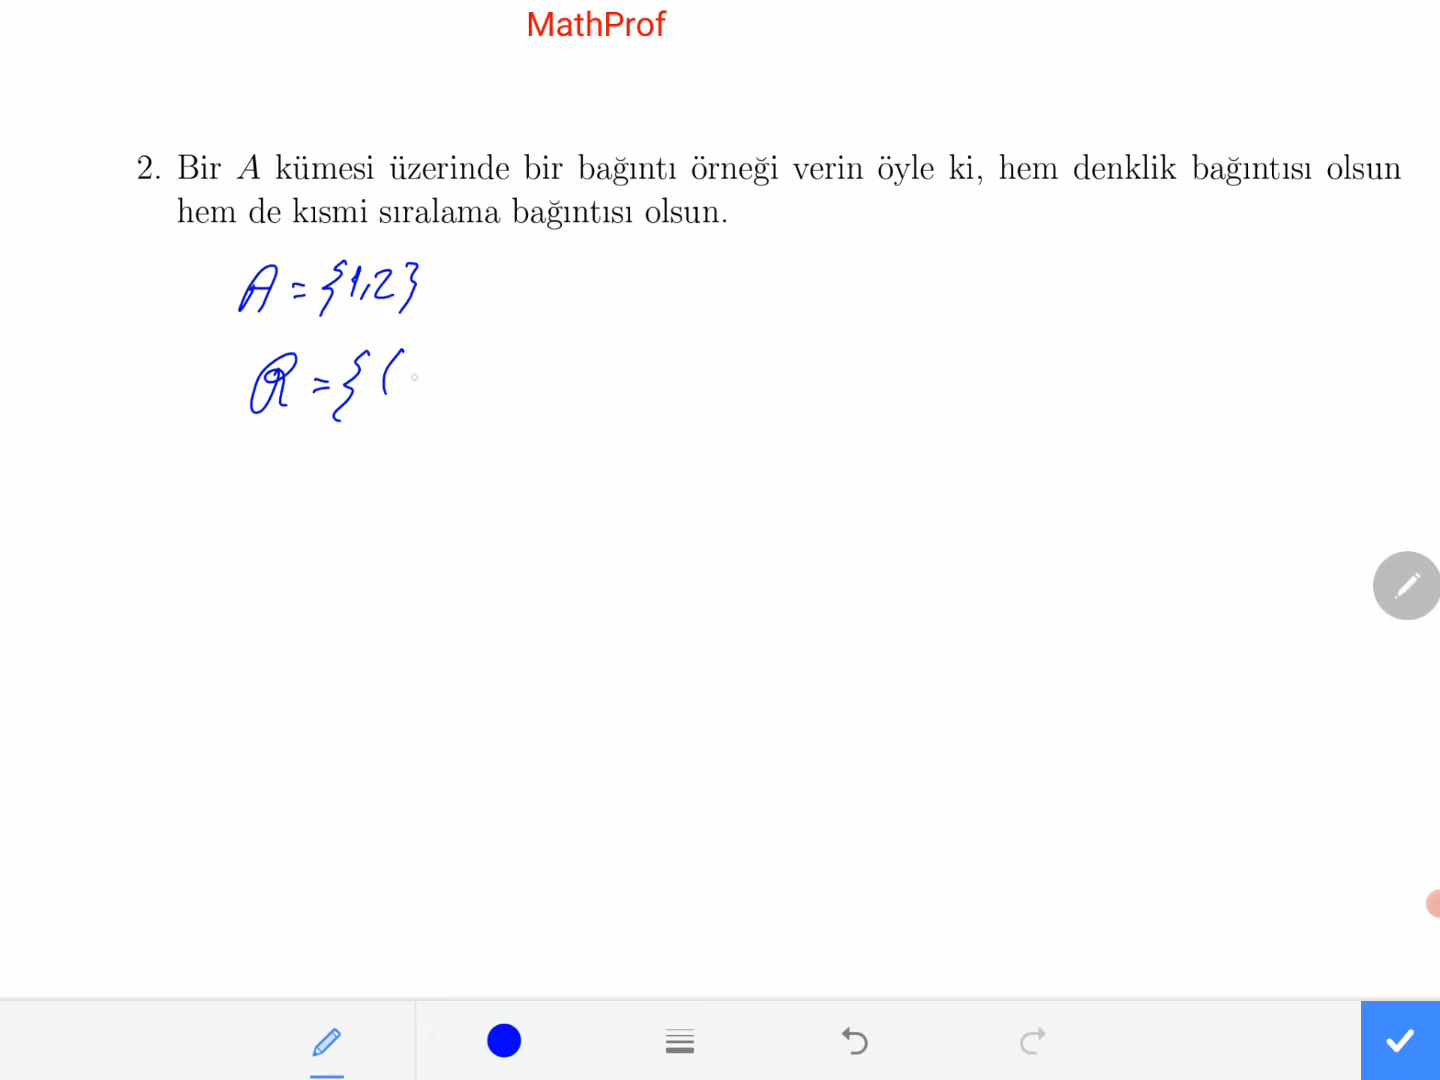 MathProf
2. Bir A kümesi üzerinde bir bağıntı örneği verin öyle ki, hem denklik bağıntısı olsun
hem de kısmi sıralama bağıntısı olsun.
A = {1,2}
R = { (